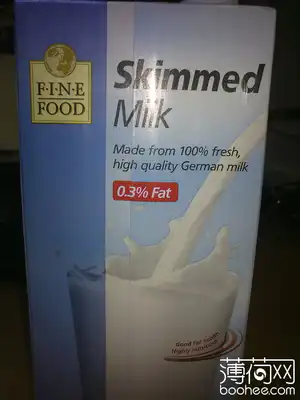 F·I·N·E
FOOD
Skimmed
Milk
Made from 100% fresh,
high quality German milk
0.3% Fat
薄荷网
boohee.com